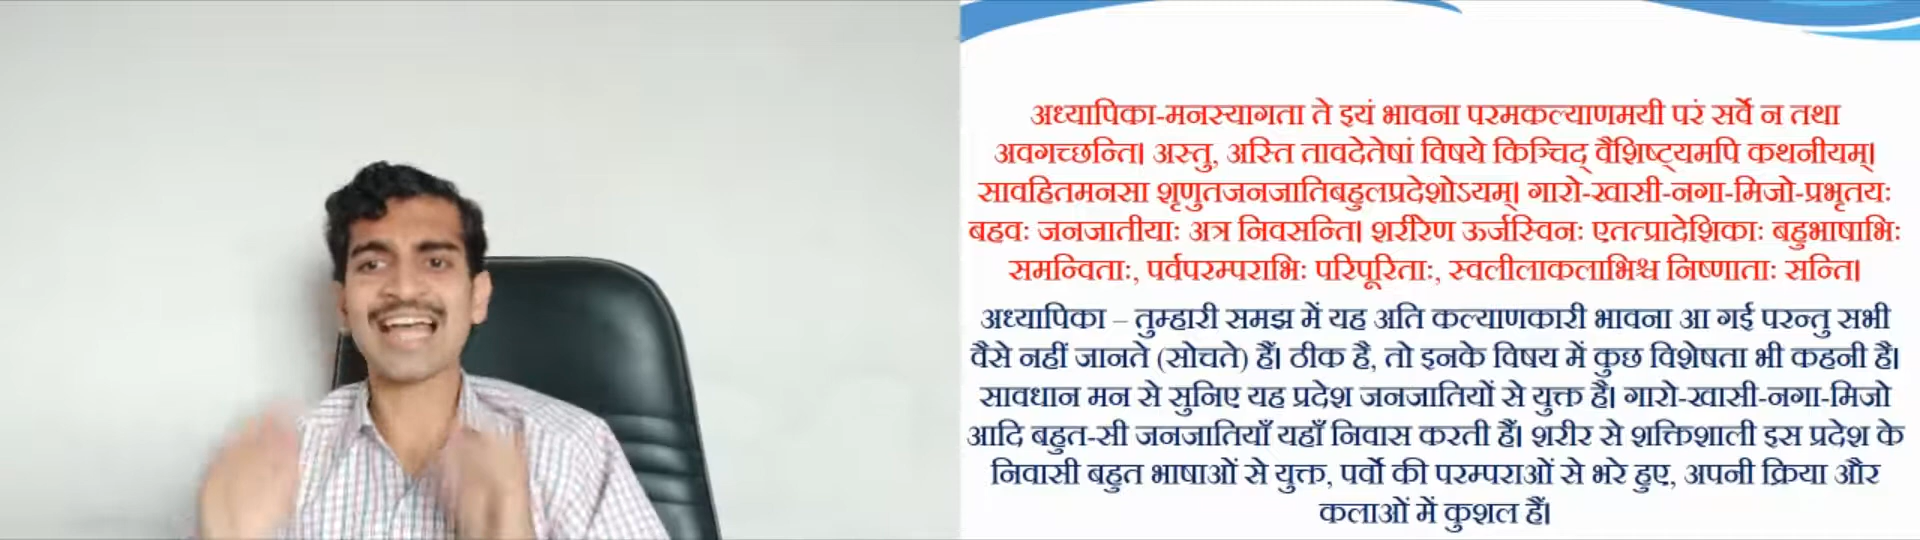 अध्यापिका-मनस्यागता ते इयं भावना परमकल्याणमयी परं सर्वे न तथा
अवगच्छन्ति। अस्तु, अस्ति तावदेतेषां विषये किञ्चिद् वैशिष्ट्यमपि कथनीयम्।
सावहितमनसा शृणुतजनजातिबहुलप्रदेशोऽयम्। गारो-खासी-नगा-मिजो-प्रभृतयः
बहवः जनजातीयाः अत्र निवसन्ति। शरीरेण ऊर्जस्विनः एतत्प्रादेशिकाः बहुभाषाभिः
समन्विताः, पर्वपरम्पराभिः परिपूरिताः, स्वलीलाकलाभिश्च निष्णाताः सन्ति।
अध्यापिका – तुम्हारी समझ में यह अति कल्याणकारी भावना आ गई परन्तु सभी
वैसे नहीं जानते (सोचते) हैं। ठीक है, तो इनके विषय में कुछ विशेषता भी कहनी है।
सावधान मन से सुनिए यह प्रदेश जनजातियों से युक्त है। गारो-खासी-नगा-मिजो
आदि बहुत-सी जनजातियाँ यहाँ निवास करती हैं। शरीर से शक्तिशाली इस प्रदेश के
निवासी बहुत भाषाओं से युक्त, पर्वो की परम्पराओं से भरे हुए, अपनी क्रिया और
कलाओं में कुशल हैं।